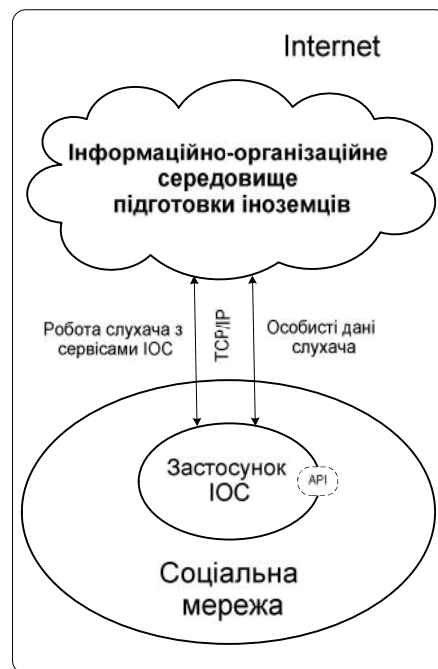 Internet
Інформаційно-організаційне
середовище
підготовки іноземців
Робота слухача з
сервісами ІОС
TCP/IP
Особисті дані
слухача
Застосунок
ІОС
API
Соціальна
мережа